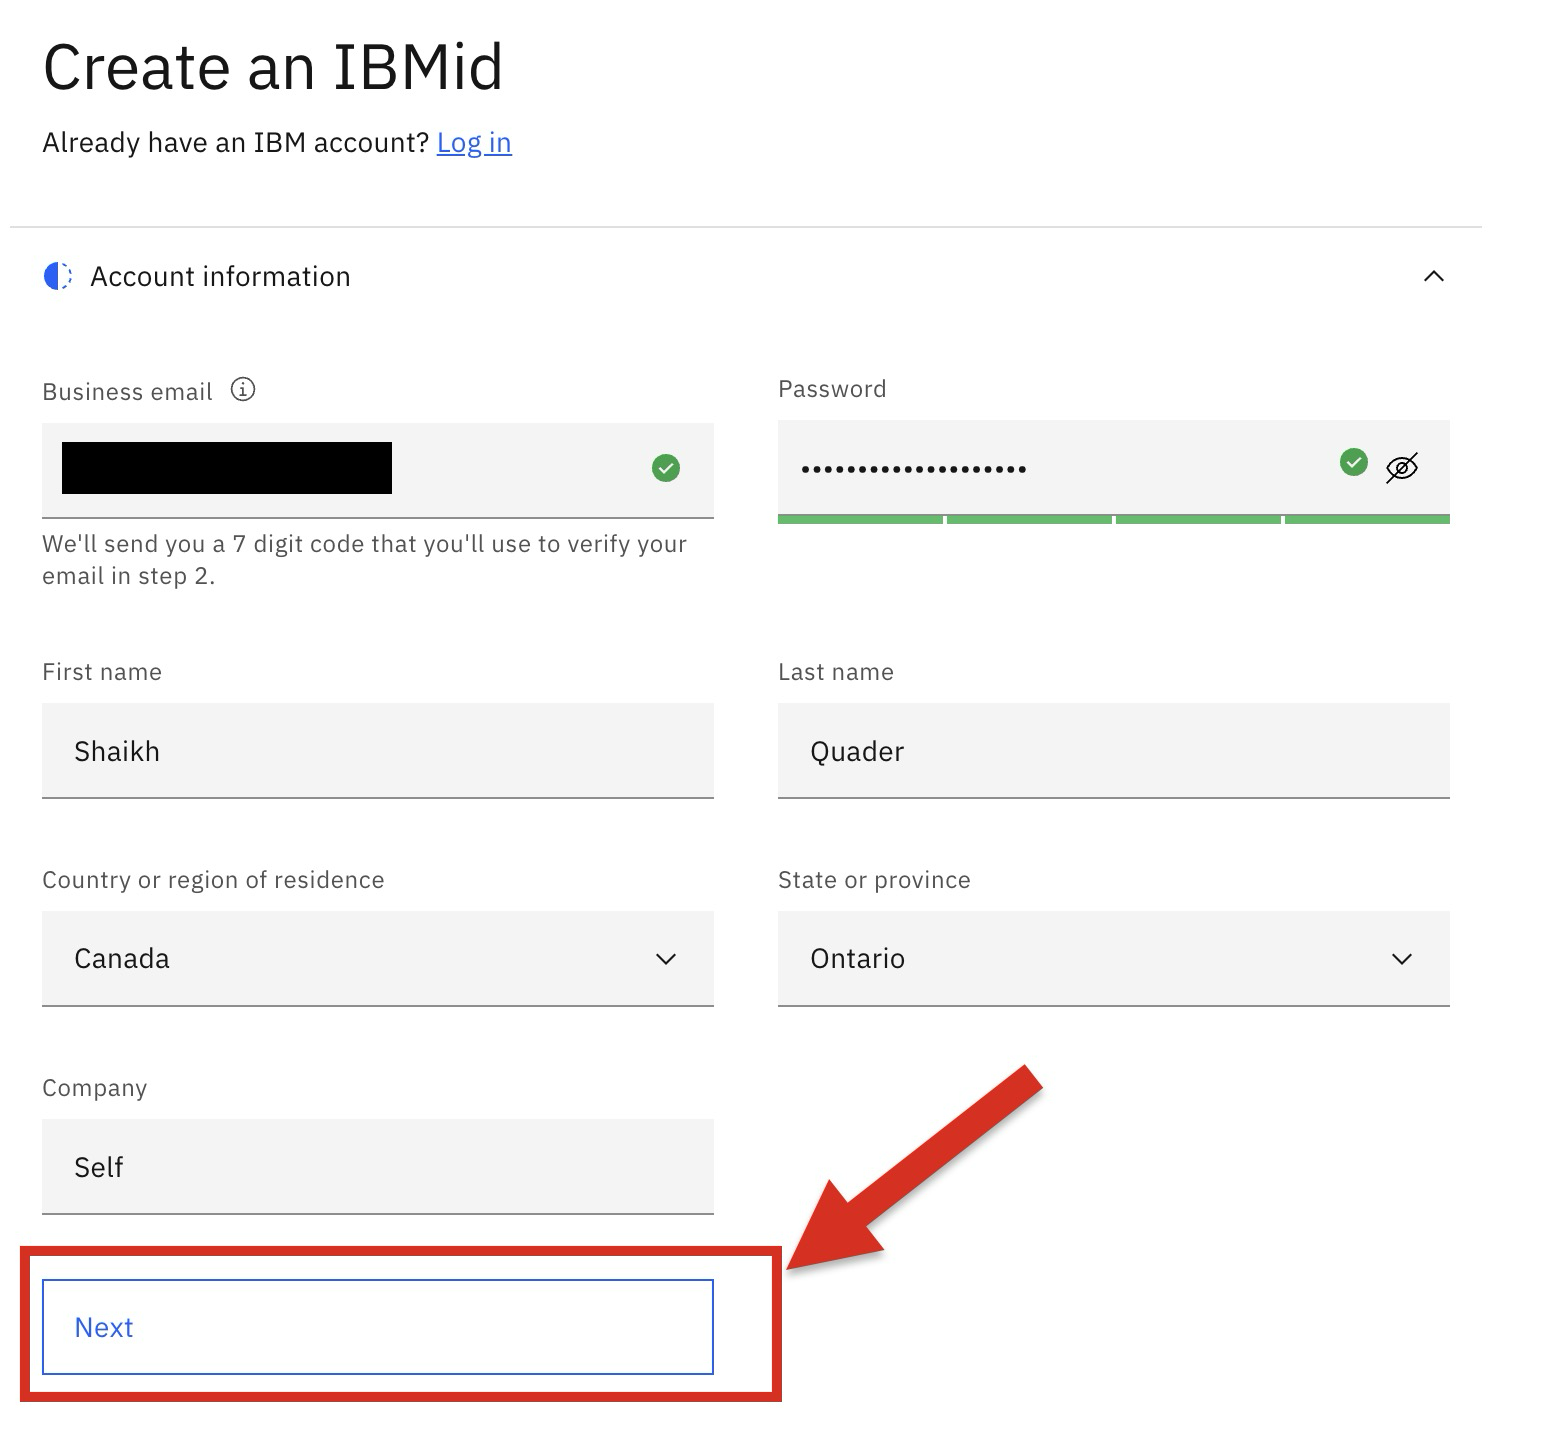 Create an IBMid
Already have an IBM account? Log in
Account information
Business email
Password
••••••••••••••••••••
We'll send you a 7 digit code that you'll use to verify your
email in step 2.
First name
Last name
Shaikh
Quader
Country or region of residence
State or province
Canada
Ontario
Company
Self
Next